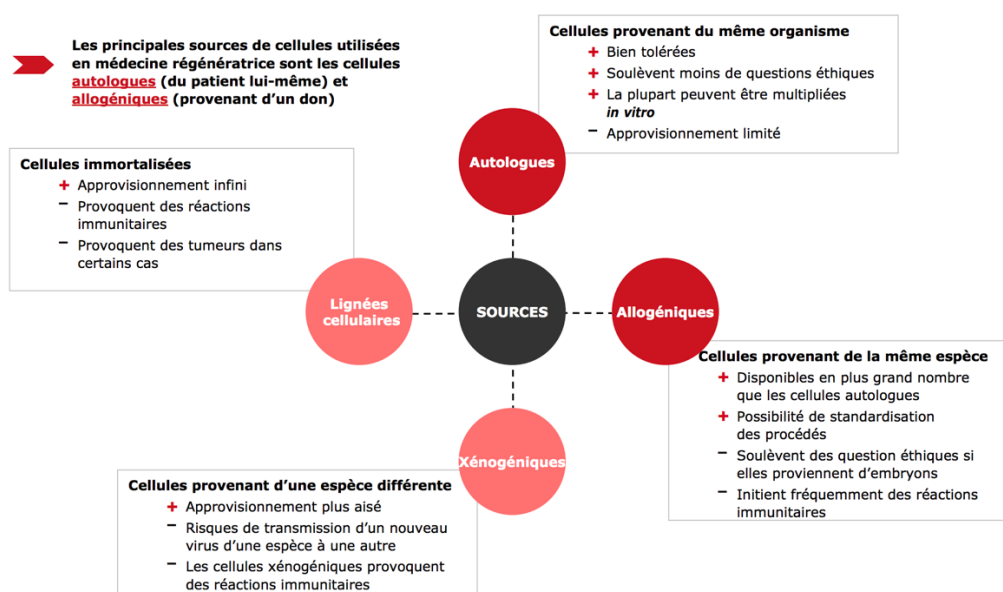 Les principales sources de cellules utilisées
en médecine régénératrice sont les cellules
autologues (du patient lui-même) et
allogéniques (provenant d'un don)
Cellules provenant du même organisme
+ Bien tolérées
+ Soulèvent moins de questions éthiques
+ La plupart peuvent être multipliées
in vitro
− Approvisionnement limité
Autologues
Cellules immortalisées
+ Approvisionnement infini
− Provoquent des réactions
immunitaires
− Provoquent des tumeurs dans
certains cas
Lignées
cellulaires
SOURCES
Allogéniques
Cellules provenant de la même espèce
+ Disponibles en plus grand nombre
que les cellules autologues
+ Possibilité de standardisation
des procédés
− Soulèvent des question éthiques si
elles proviennent d'embryons
− Initient fréquemment des réactions
immunitaires
Xénogéniques
Cellules provenant d'une espèce différente
+ Approvisionnement plus aisé
− Risques de transmission d'un nouveau
virus d'une espèce à une autre
− Les cellules xénogéniques provoquent
des réactions immunitaires